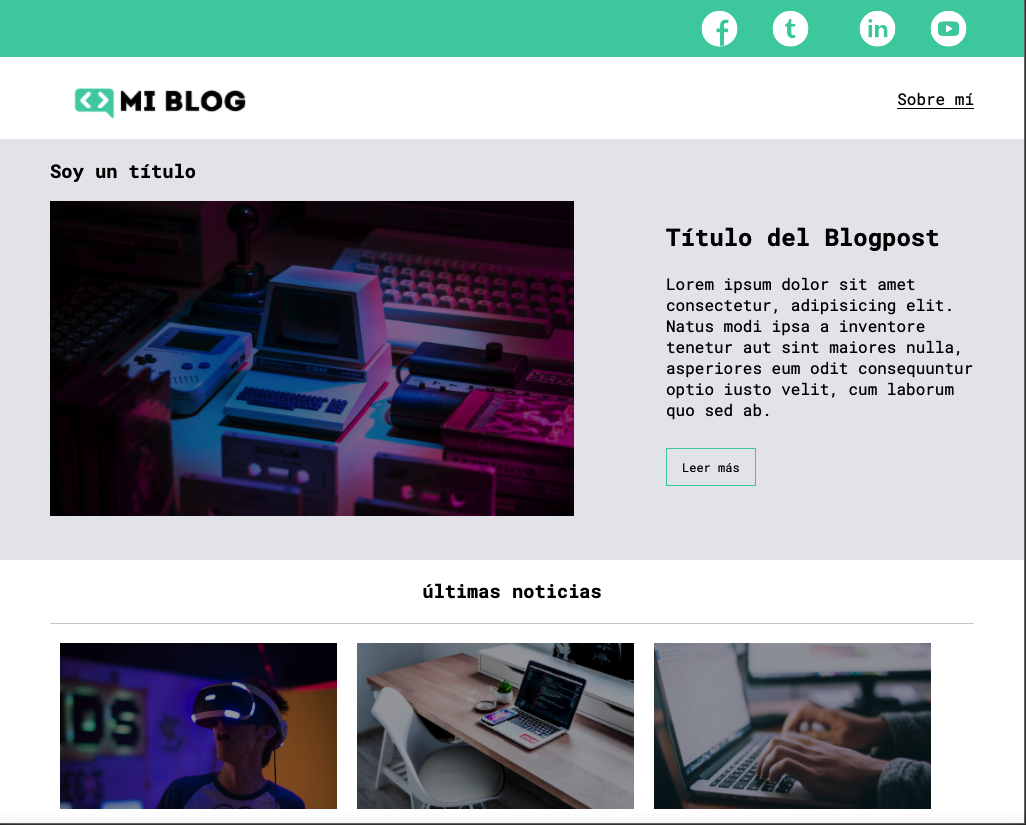 MI BLOG
Sobre mí
Soy un título
Título del Blogpost
Lorem ipsum dolor sit amet
consectetur, adipisicing elit.
Natus modi ipsa a inventore
tenetur aut sint maiores nulla,
asperiores eum odit consequuntur
optio iusto velit, cum laborum
quo sed ab.
Leer más
últimas noticias